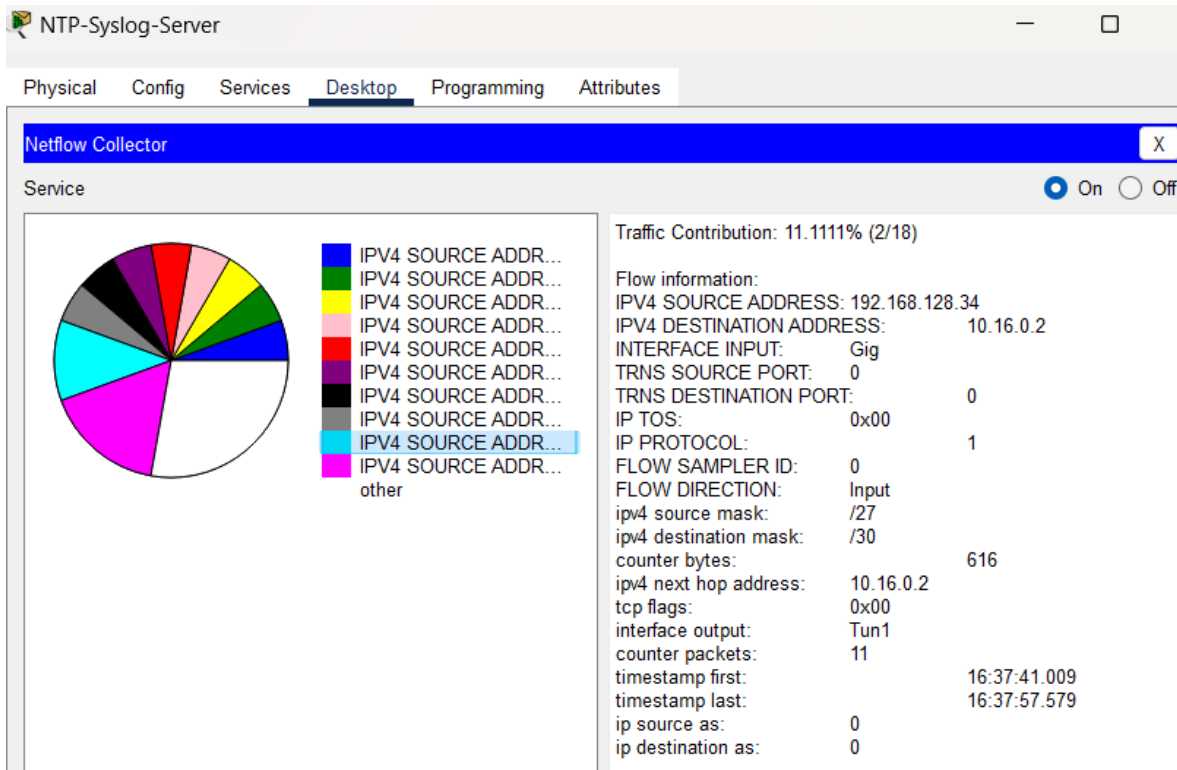 NTP-Syslog-Server
Physical Config Services Desktop Programming Attributes
Netflow Collector X
Service On Off
IPV4 SOURCE ADDR...
IPV4 SOURCE ADDR...
IPV4 SOURCE ADDR...
IPV4 SOURCE ADDR...
IPV4 SOURCE ADDR...
IPV4 SOURCE ADDR...
IPV4 SOURCE ADDR...
IPV4 SOURCE ADDR...
IPV4 SOURCE ADDR...
IPV4 SOURCE ADDR...
other
Traffic Contribution: 11.1111% (2/18)
Flow information:
IPV4 SOURCE ADDRESS: 192.168.128.34
IPV4 DESTINATION ADDRESS: 10.16.0.2
INTERFACE INPUT: Gig
TRNS SOURCE PORT: 0
TRNS DESTINATION PORT: 0
IP TOS: 0x00
IP PROTOCOL: 1
FLOW SAMPLER ID: 0
FLOW DIRECTION: Input
ipv4 source mask: /27
ipv4 destination mask: /30
counter bytes: 616
ipv4 next hop address: 10.16.0.2
tcp flags: 0x00
interface output: Tun1
counter packets: 11
timestamp first: 16:37:41.009
timestamp last: 16:37:57.579
ip source as: 0
ip destination as: 0